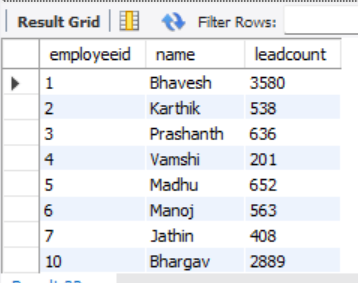 Result Grid Filter Rows:
employeeid name leadcount
1 Bhavesh 3580
2 Karthik 538
3 Prashanth 636
4 Vamshi 201
5 Madhu 652
6 Manoj 563
7 Jathin 408
10 Bhargav 2889